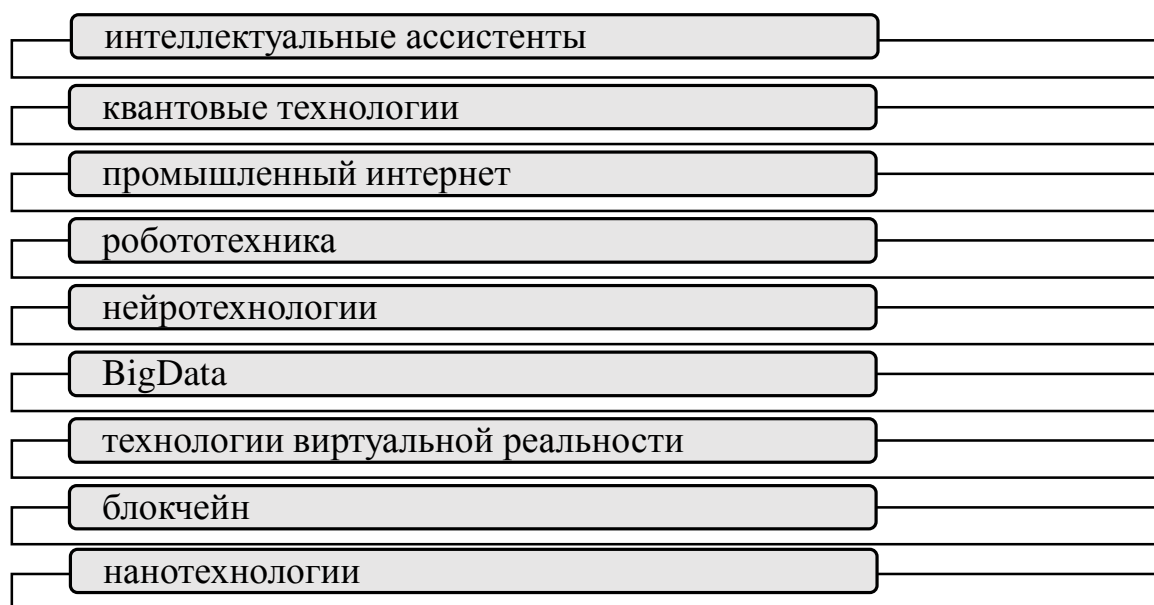 интеллектуальные ассистенты
квантовые технологии
промышленный интернет
робототехника
нейротехнологии
BigData
технологии виртуальной реальности
блокчейн
нанотехнологии